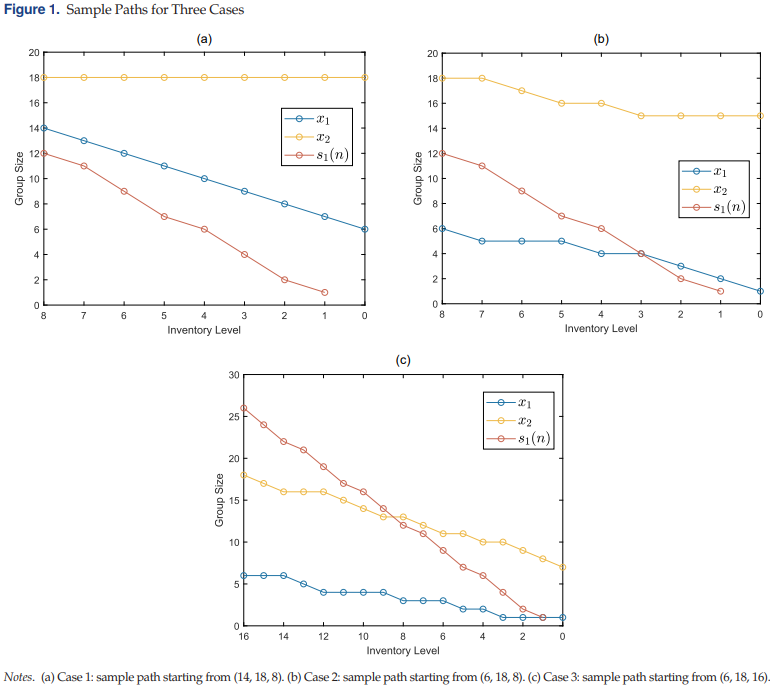 Figure 1. Sample Paths for Three Cases
(a)
20
18
16
14
12
10
8
6
4
2
0
Group Size
x₁
x₂
s₁(n)
8 7 6 5 4 3 2 1 0
Inventory Level
(b)
20
18
16
14
12
10
8
6
4
2
0
Group Size
x₁
x₂
s₁(n)
8 7 6 5 4 3 2 1 0
Inventory Level
(c)
30
25
20
15
10
5
0
Group Size
x₁
x₂
s₁(n)
16 14 12 10 8 6 4 2 0
Inventory Level
Notes. (a) Case 1: sample path starting from (14, 18, 8). (b) Case 2: sample path starting from (6, 18, 8). (c) Case 3: sample path starting from (6, 18, 16).